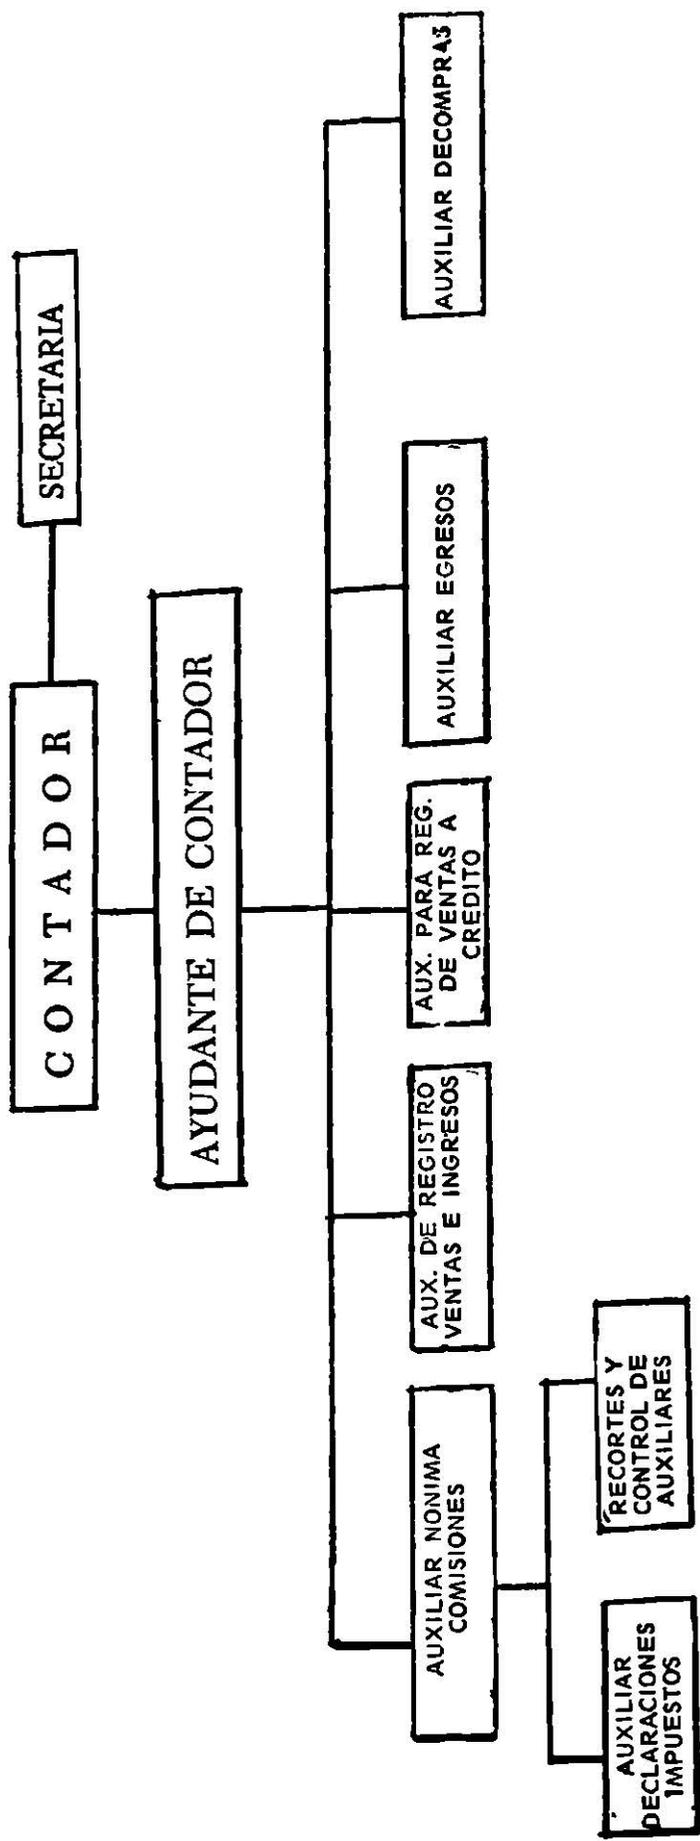 CONTADOR
SECRETARIA
AYUDANTE DE CONTADOR
AUXILIAR NONIMA
COMISIONES
AUX. DE REGISTRO
VENTAS E INGRESOS
AUX. PARA REG.
DE VENTAS A
CREDITO
AUXILIAR EGRESOS
AUXILIAR DECOMPRAS
AUXILIAR
DECLARACIONES
IMPUESTOS
RECORTES Y
CONTROL DE
AUXILIARES